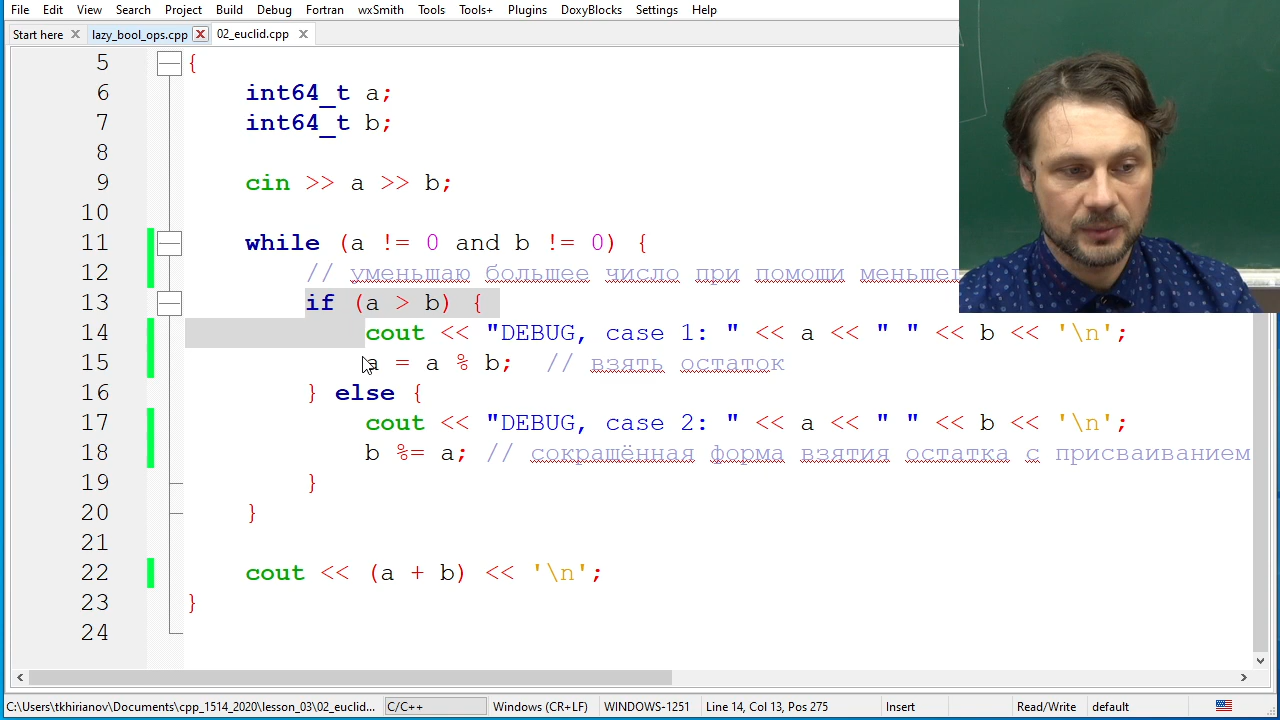 File Edit View Search Project Build Debug Fortran wxSmith Tools Tools+ Plugins DoxyBlocks Settings Help
Start here lazy_bool_ops.cpp 02_euclid.cpp
5 {
6 int64_t a;
7 int64_t b;
8
9 cin >> a >> b;
10
11 while (a != 0 and b != 0) {
12 // уменьшаю большее число при помощи
13 if (a > b) {
14 cout << "DEBUG, case 1: " << a << " " << b << '\n';
15 a = a % b; // взять остаток
16 } else {
17 cout << "DEBUG, case 2: " << a << " " << b << '\n';
18 b %= a; // сокращённая форма взятия остатка с присваиванием
19 }
20 }
21
22 cout << (a + b) << '\n';
23 }
24
C:\Users\tkhirianov\Documents\cpp_1514_2020\lesson_03\02_euclid... C/C++ Windows (CR+LF) WINDOWS-1251 Line 14, Col 13, Pos 275 Insert Read/Write default